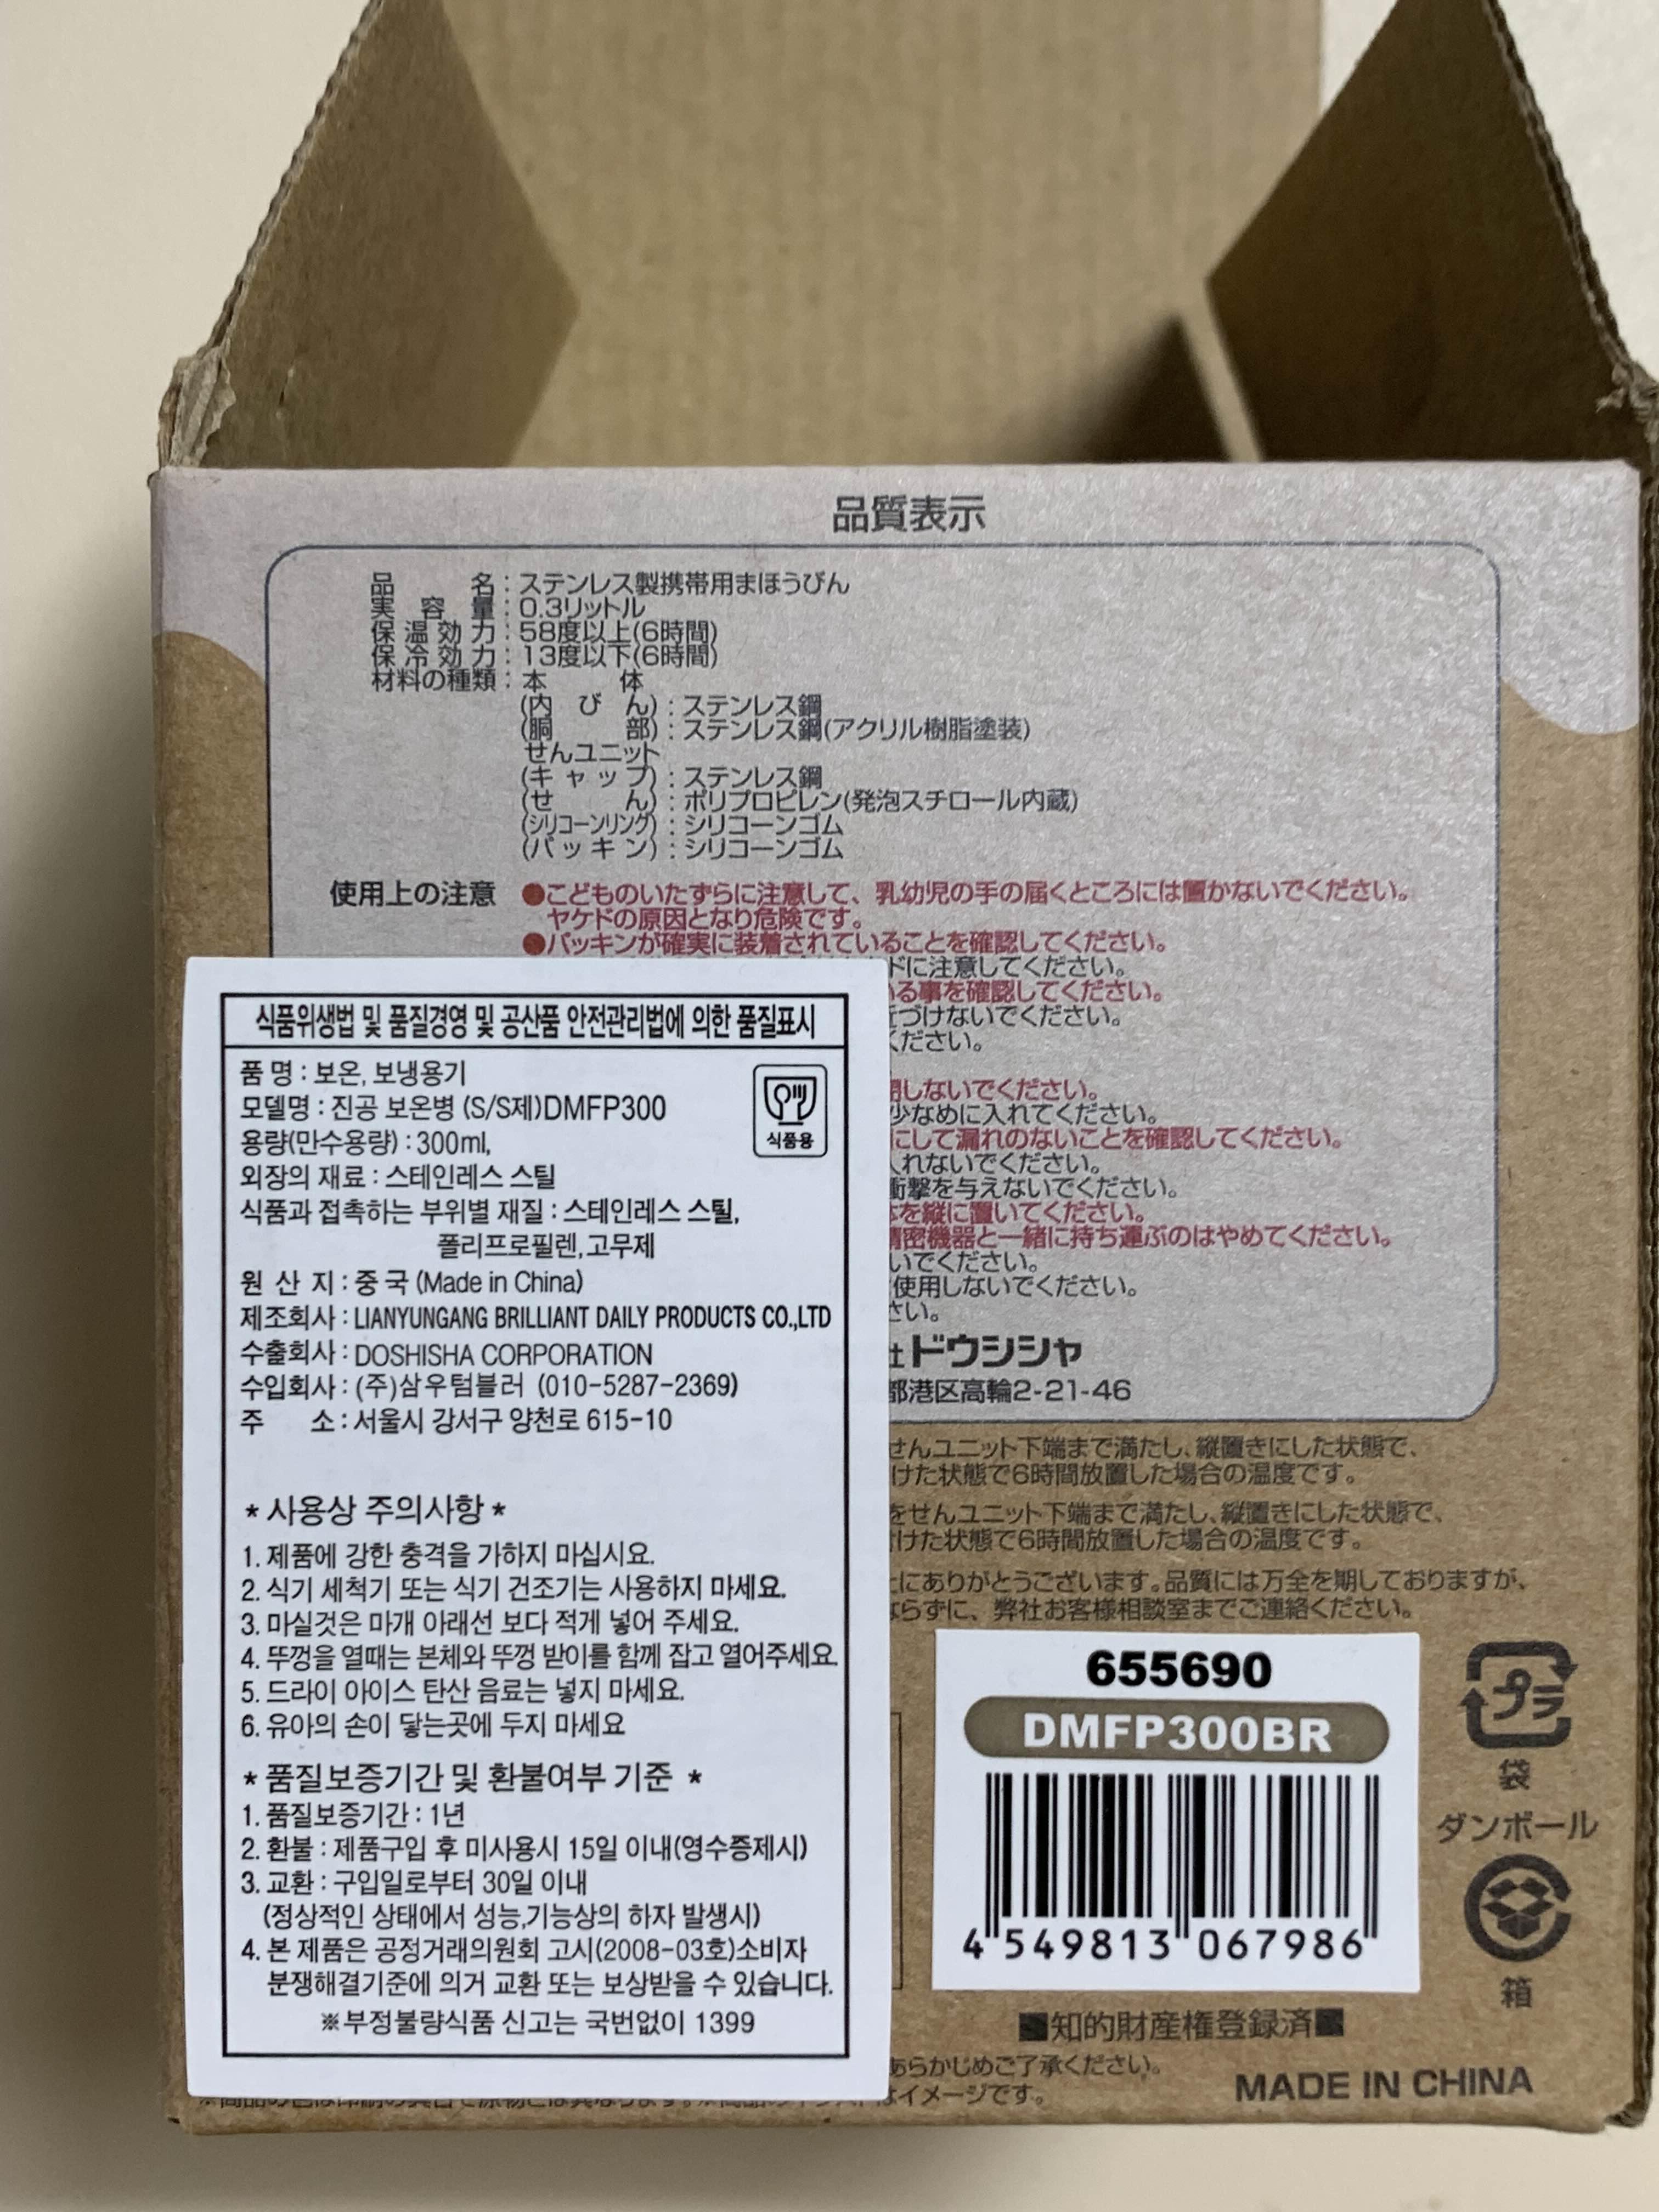 品質表示
品名：ステンレス製携帯用まほうびん
実容量：0.3リットル
保温効力：58度以上(6時間)
保冷効力：13度以下(6時間)
材料の種類：本体
(内びん)：ステンレス鋼
(胴部)：ステンレス鋼(アクリル樹脂塗装)
せんユニット
(キャップ)：ステンレス鋼
(せん)：ポリプロピレン(発泡スチロール内蔵)
(シリコーンリング)：シリコーンゴム
(パッキン)：シリコーンゴム
使用上の注意 ●こどものいたずらに注意して、乳幼児の手の届くところには置かないでください。
ヤケドの原因となり危険です。
●パッキンが確実に装着されていることを確認してください。
ドに注意してください。
る事を確認してください。
づけないでください。
ください。
しないでください。
少なめに入れてください。
にして漏れのないことを確認してください。
れないでください。
衝撃を与えないでください。
を縦に置いてください。
精密機器と一緒に持ち運ぶのはやめてください。
いでください。
使用しないでください。
さい。
社ドウシシャ
都港区高輪2-21-46
せんユニット下端まで満たし、縦置きにした状態で、
けた状態で6時間放置した場合の温度です。
をせんユニット下端まで満たし、縦置きにした状態で、
けた状態で6時間放置した場合の温度です。
にありがとうございます。品質には万全を期しておりますが、
らずに、弊社お客様相談室までご連絡ください。
식품위생법 및 품질경영 및 공산품 안전관리법에 의한 품질표시
품 명 : 보온, 보냉용기
모델명 : 진공 보온병 (S/S제)DMFP300
용량(만수용량) : 300ml,
외장의 재료 : 스테인레스 스틸
식품과 접촉하는 부위별 재질 : 스테인레스 스틸,
폴리프로필렌, 고무제
식품용
원 산 지 : 중 국 (Made in China)
제조회사 : LIANYUNGANG BRILLIANT DAILY PRODUCTS CO.,LTD
수출회사 : DOSHISHA CORPORATION
수입회사 : (주)삼우텀블러 (010-5287-2369)
주 소 : 서울시 강서구 양천로 615-10
* 사용상 주의사항 *
1. 제품에 강한 충격을 가하지 마십시요.
2. 식기 세척기 또는 식기 건조기는 사용하지 마세요.
3. 마실것은 마개 아래선 보다 적게 넣어 주세요.
4. 뚜껑을 열때는 본체와 뚜껑 받이를 함께 잡고 열어주세요.
5. 드라이 아이스 탄산 음료는 넣지 마세요.
6. 유아의 손이 닿는곳에 두지 마세요
* 품질보증기간 및 환불여부 기준 *
1. 품질보증기간 : 1년
2. 환불 : 제품구입 후 미사용시 15일 이내(영수증제시)
3. 교환 : 구입일로부터 30일 이내
(정상적인 상태에서 성능,기능상의 하자 발생시)
4. 본 제품은 공정거래의원회 고시(2008-03호)소비자
분쟁해결기준에 의거 교환 또는 보상받을 수 있습니다.
※부정불량식품 신고는 국번없이 1399
655690
DMFP300BR
4 549813 067986
プラ
袋
ダンボール
箱
■知的財産権登録済■
あらかじめご了承ください。
はイメージです。
MADE IN CHINA